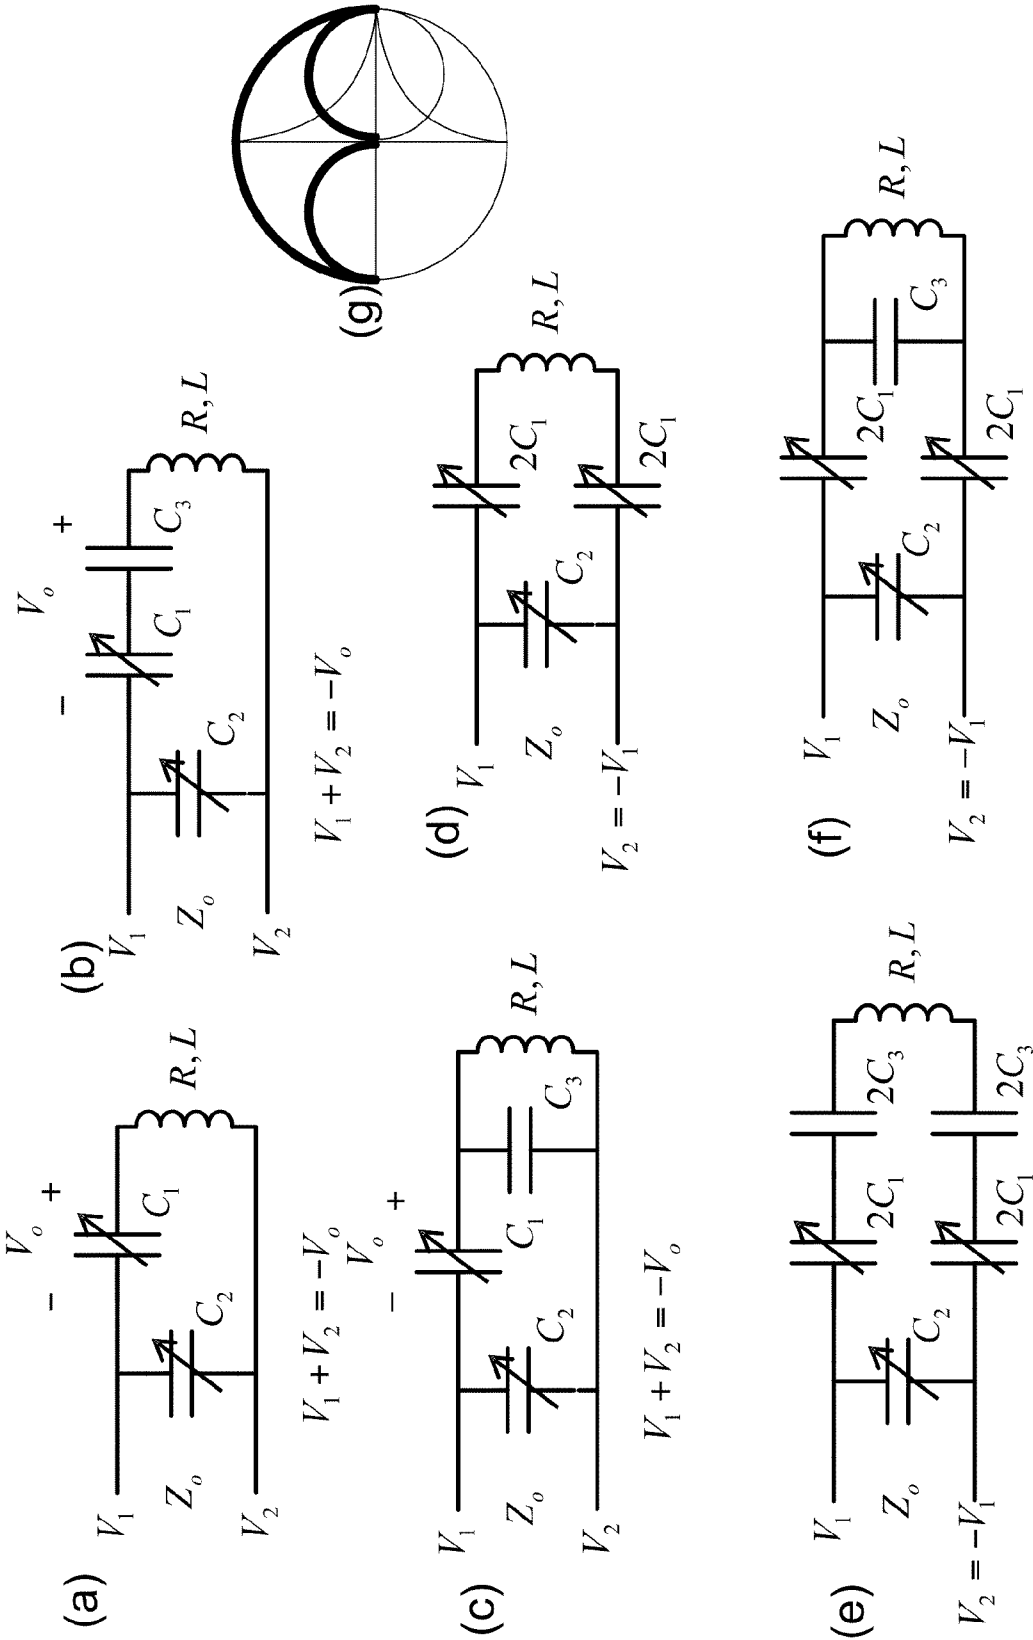 (a)
V₁
V₂
Zₒ
C₂
− Vₒ +
C₁
R, L
V₁ + V₂ = −Vₒ
(b)
V₁
V₂
Zₒ
C₂
− Vₒ +
C₁
C₃
R, L
V₁ + V₂ = −Vₒ
(c)
V₁
V₂
Zₒ
C₂
− Vₒ +
C₁
C₃
R, L
V₁ + V₂ = −Vₒ
(d)
V₁
V₂ = −V₁
Zₒ
C₂
2C₁
2C₁
R, L
(e)
V₁
V₂ = −V₁
Zₒ
C₂
2C₁
2C₃
2C₁
2C₃
R, L
(f)
V₁
V₂ = −V₁
Zₒ
C₂
2C₁
2C₁
C₃
R, L
(g)